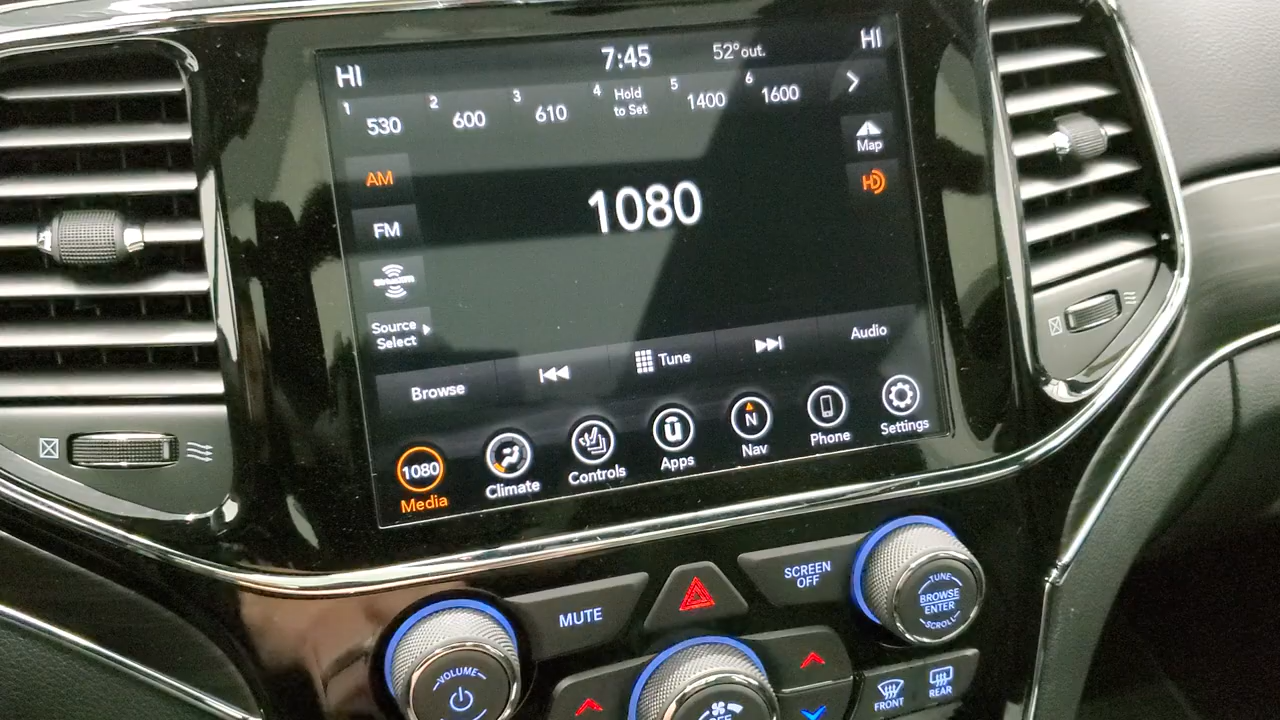 HI
7:45
52° out.
HI
1
530
2
600
3
610
4
Hold
to Set
5
1400
6
1600
Map
AM
1080
HD
FM
Source
Select
Browse
Tune
Audio
1080
Media
Climate
Controls
Apps
N
Nav
Phone
Settings
MUTE
SCREEN
OFF
TUNE
BROWSE
ENTER
SCROLL
VOLUME
FRONT
REAR